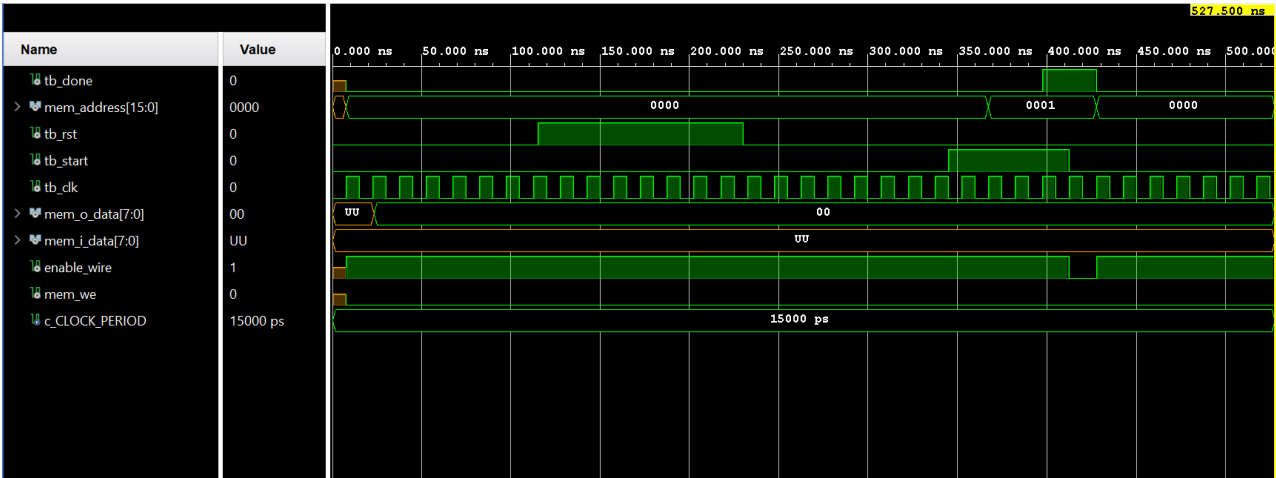 527.500 ns
Name Value
0.000 ns 50.000 ns 100.000 ns 150.000 ns 200.000 ns 250.000 ns 300.000 ns 350.000 ns 400.000 ns 450.000 ns 500.00
tb_done 0
mem_address[15:0] 0000 0000 0001 0000
tb_rst 0
tb_start 0
tb_clk 0
mem_o_data[7:0] 00 UU 00
mem_i_data[7:0] UU UU
enable_wire 1
mem_we 0
c_CLOCK_PERIOD 15000 ps 15000 ps